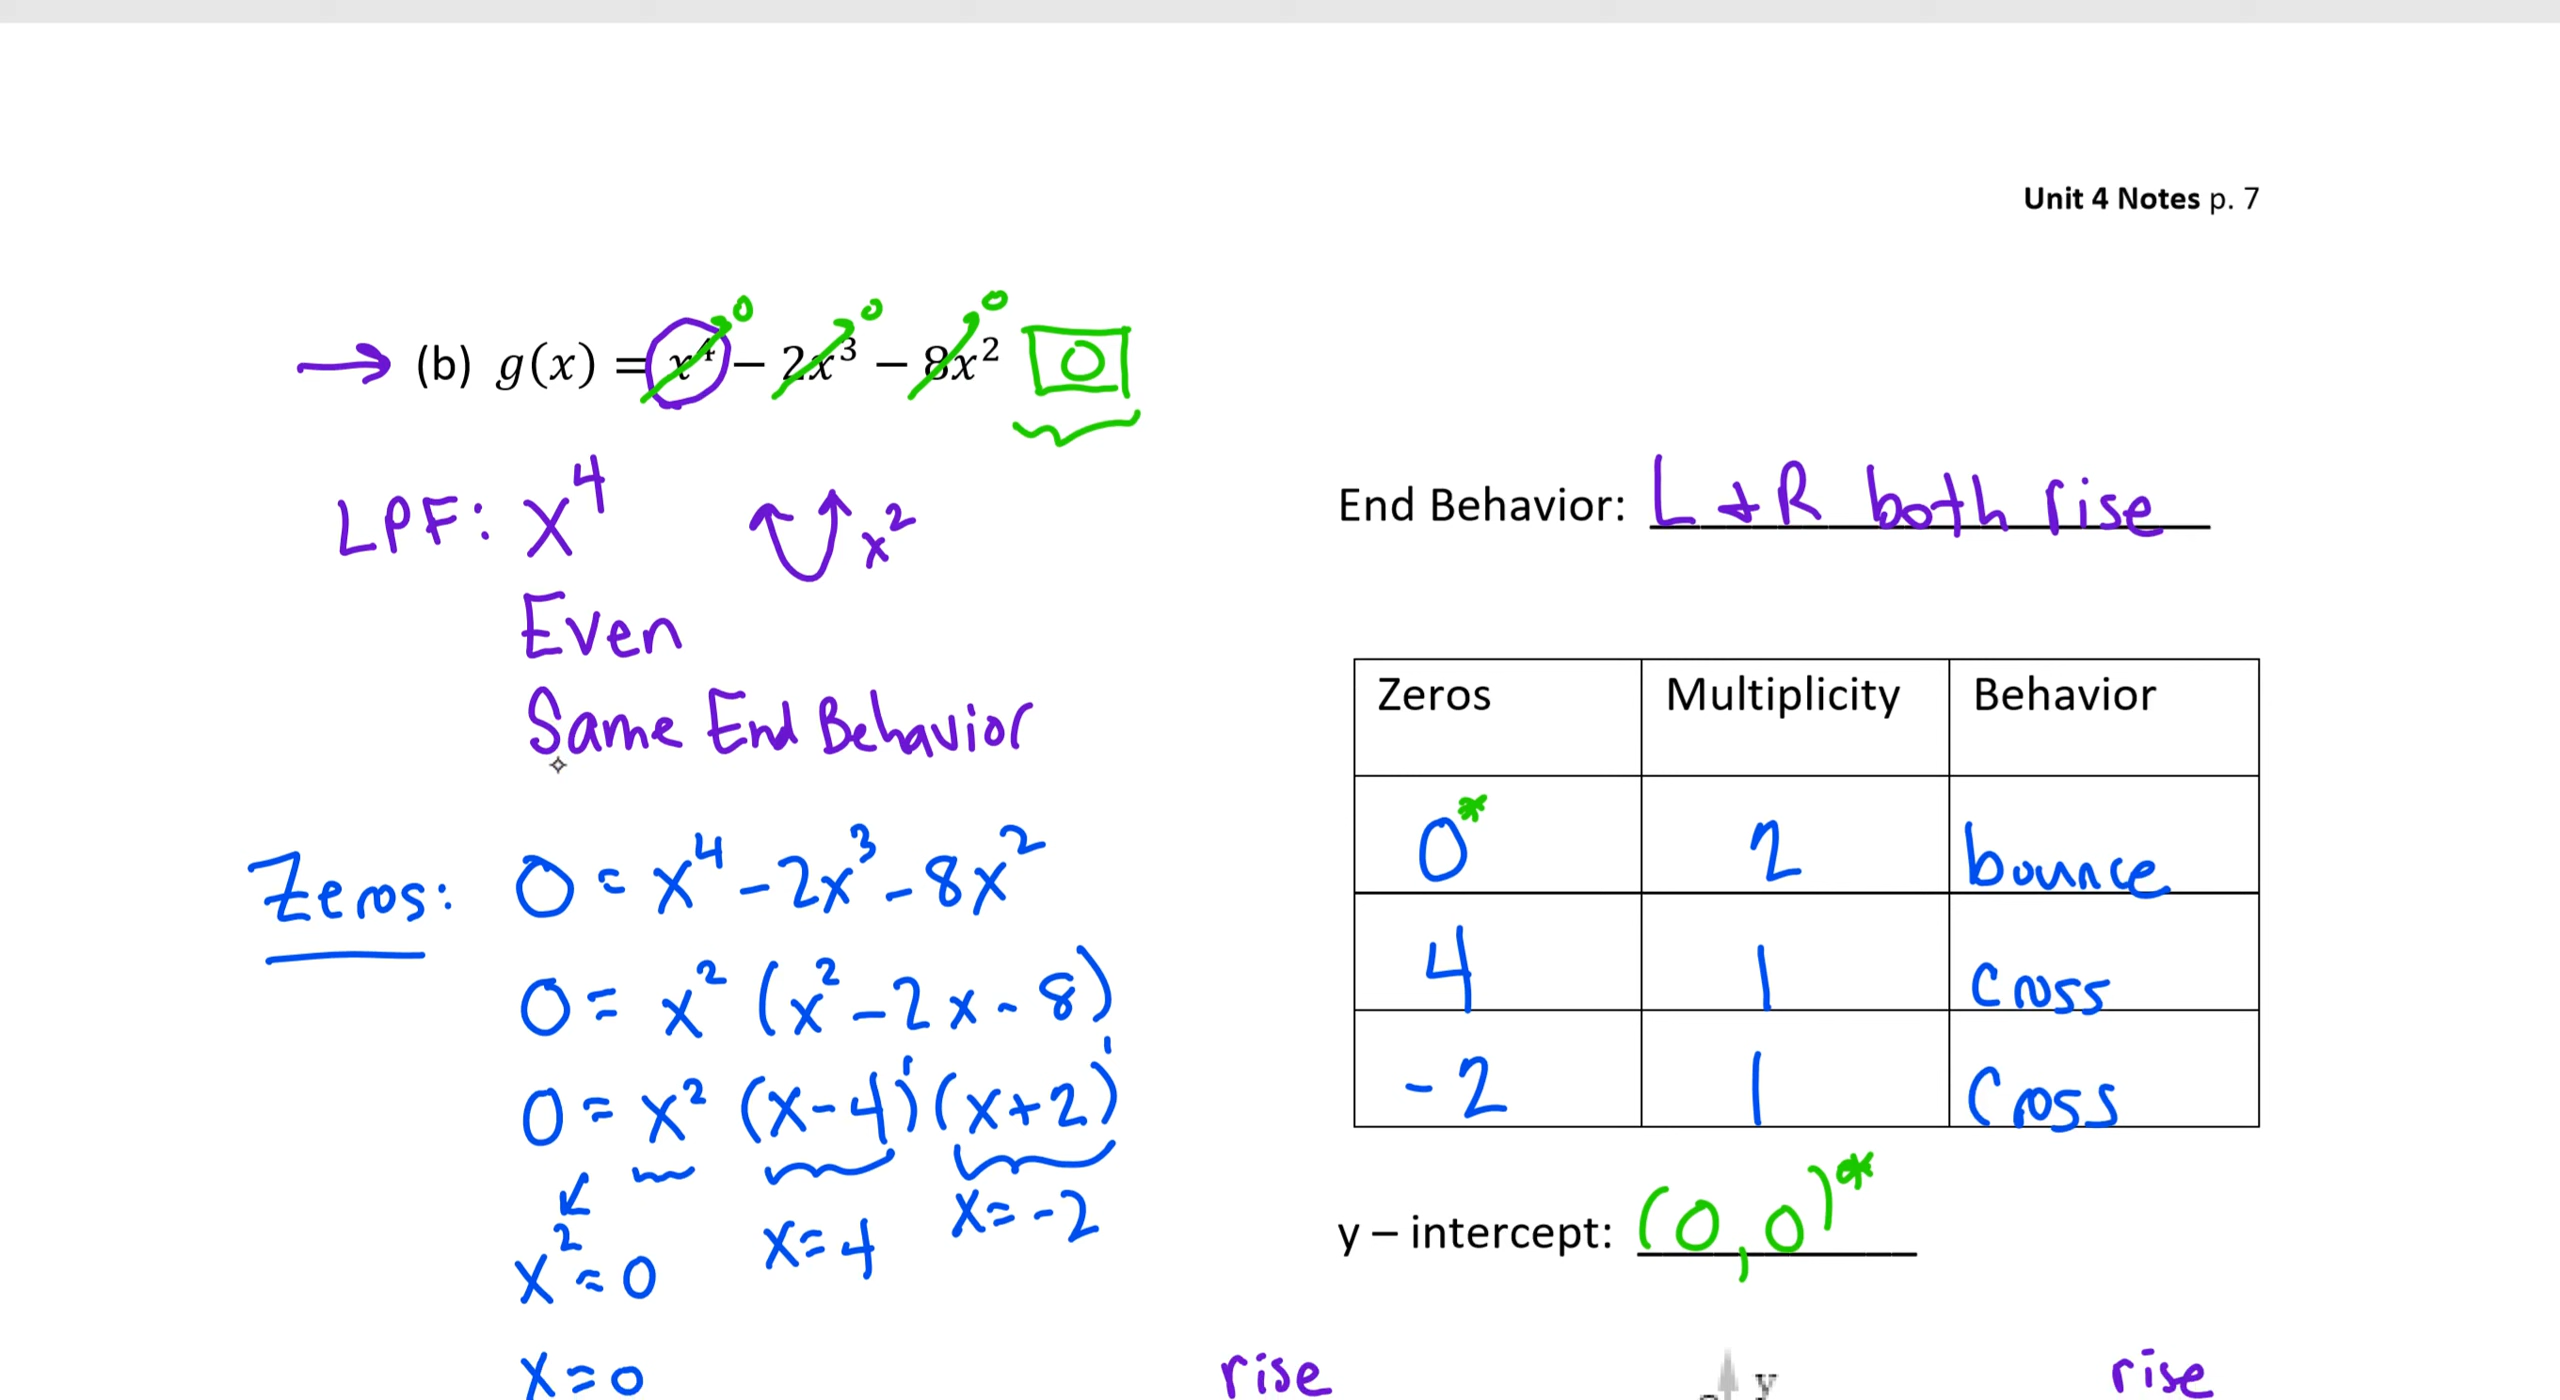 Unit 4 Notes p. 7
→ (b) g(x) = x⁴ − 2x³ − 8x² 0
0 0 0
LPF: x⁴ x²
Even
Same End Behavior
End Behavior: L + R both rise
Zeros Multiplicity Behavior
0* 2 bounce
4 1 cross
-2 1 Cross
Zeros: 0 = x⁴ - 2x³ - 8x²
0 = x² (x² - 2x - 8)
0 = x² (x-4)¹ (x+2)¹
x² = 0 x = 4 x = -2
x = 0
y – intercept: (0,0)*
rise y rise